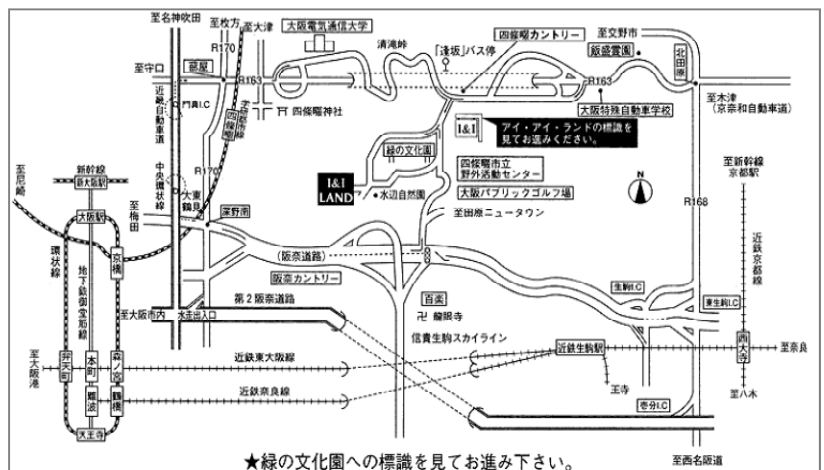 至名神吹田
至枚方
至大津
大阪電気通信大学
清滝峠
「逢坂」バス停
四條畷カントリー
至交野市
飯盛霊園
北田原
R170
至守口
蔀屋
R163
R163
近畿自動車道
門真I.C
学研都市線
四條畷
四條畷神社
大阪特殊自動車学校
至木津
(京奈和自動車道)
I&I
アイ・アイ・ランドの標識を
見てお進みください。
緑の文化園
R170
中央環状線
大東鶴見
I&I
LAND
水辺自然園
四條畷市立
野外活動センター
大阪パブリックゴルフ場
N
R168
至新幹線
京都駅
至尼崎
新幹線
新大阪駅
大阪駅
至梅田
深野南
至田原ニュータウン
環状線
地下鉄御堂筋線
京橋
(阪奈道路)
阪奈カントリー
近鉄京都線
生駒I.C
東生駒I.C
第2阪奈道路
百楽
至大阪市内
水走出入口
龍眼寺
信貴生駒スカイライン
近鉄東大阪線
近鉄生駒駅
西大寺
至奈良
至大阪港
弁天町
本町
森ノ宮
近鉄奈良線
難波
鶴橋
王寺
至八木
壱分I.C
天王寺
至西名阪道
★緑の文化園への標識を見てお進み下さい。